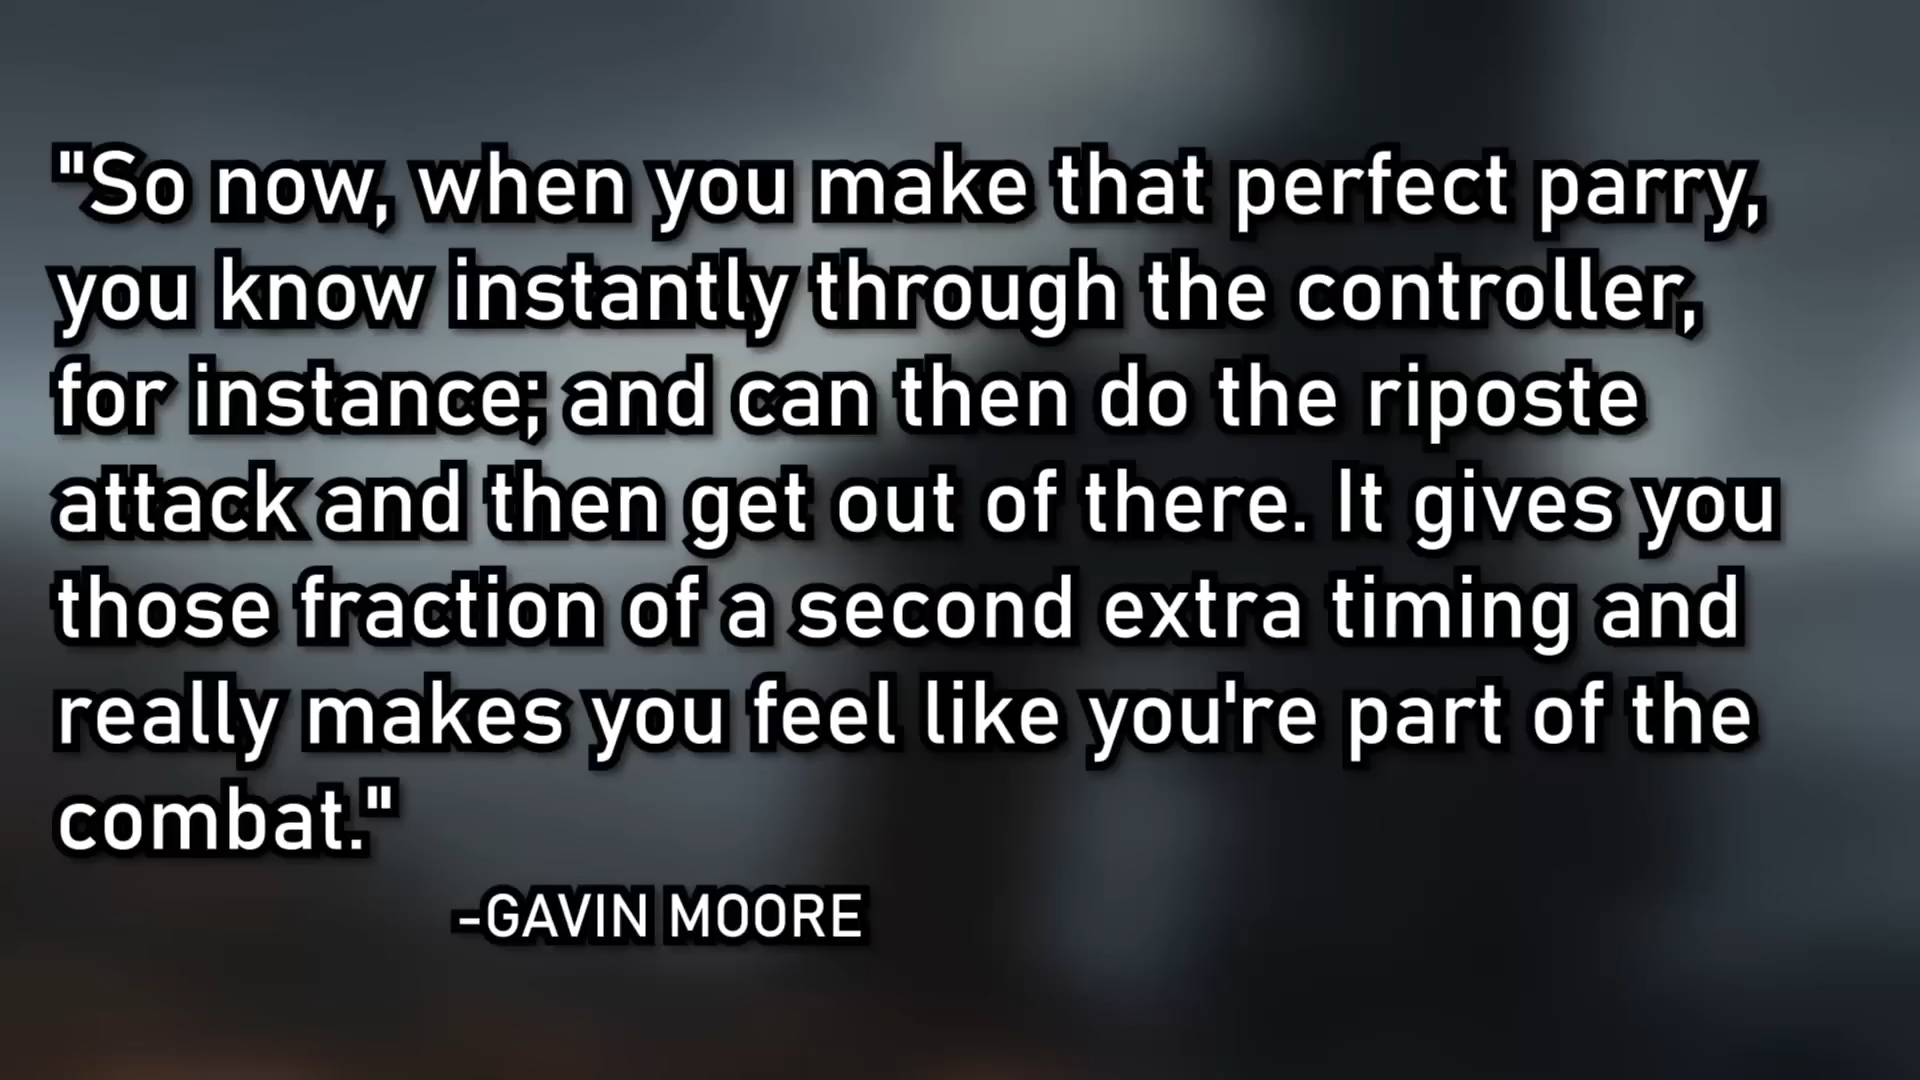 "So now, when you make that perfect parry,
you know instantly through the controller,
for instance; and can then do the riposte
attack and then get out of there. It gives you
those fraction of a second extra timing and
really makes you feel like you're part of the
combat."
-GAVIN MOORE